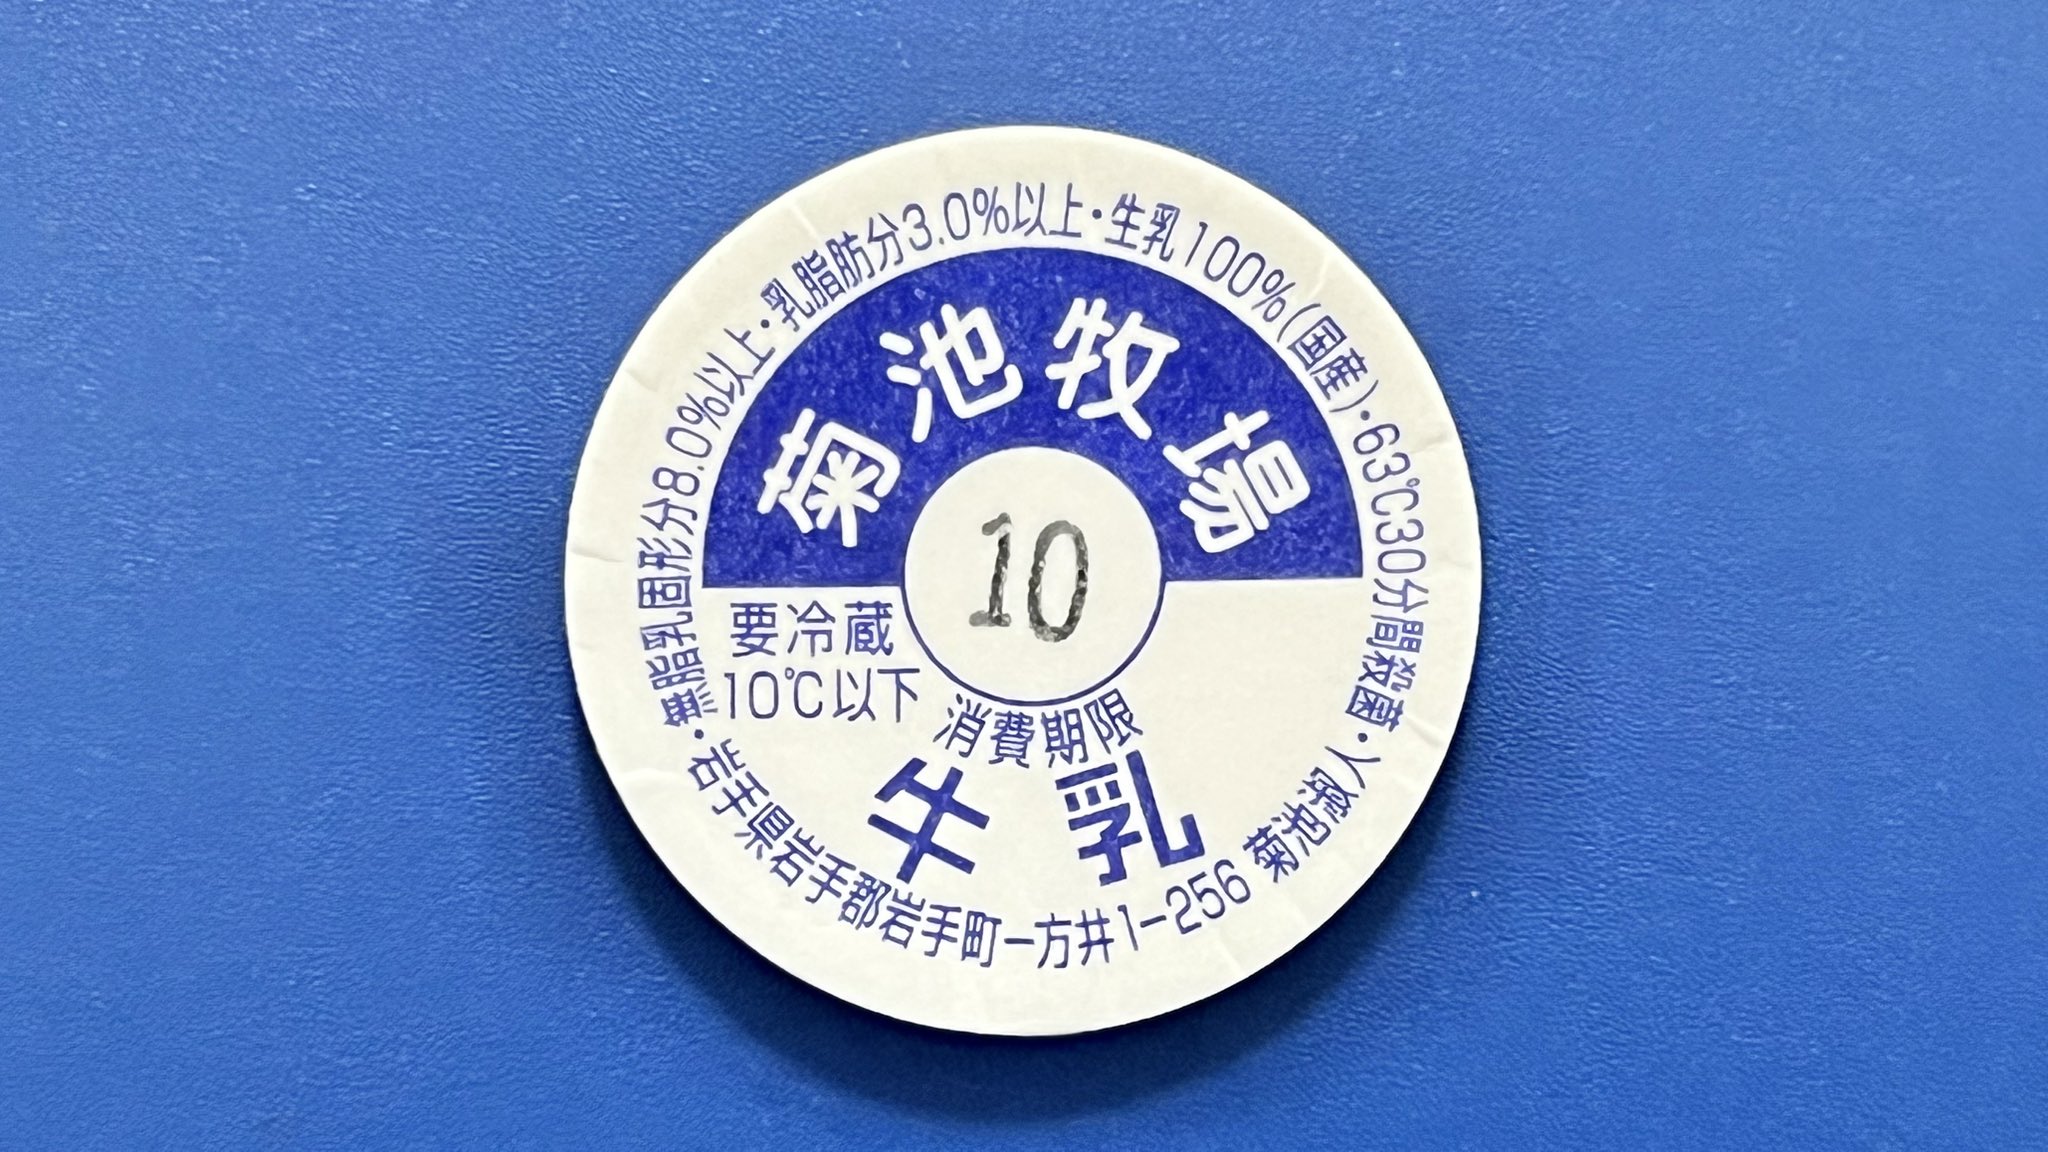 菊池牧場
10
要冷蔵
10℃以下
消費期限
牛乳
無脂乳固形分8.0%以上・乳脂肪分3.0%以上・生乳100%(国産)・63℃30分間殺菌・
岩手県岩手郡岩手町一方井1-256 菊池